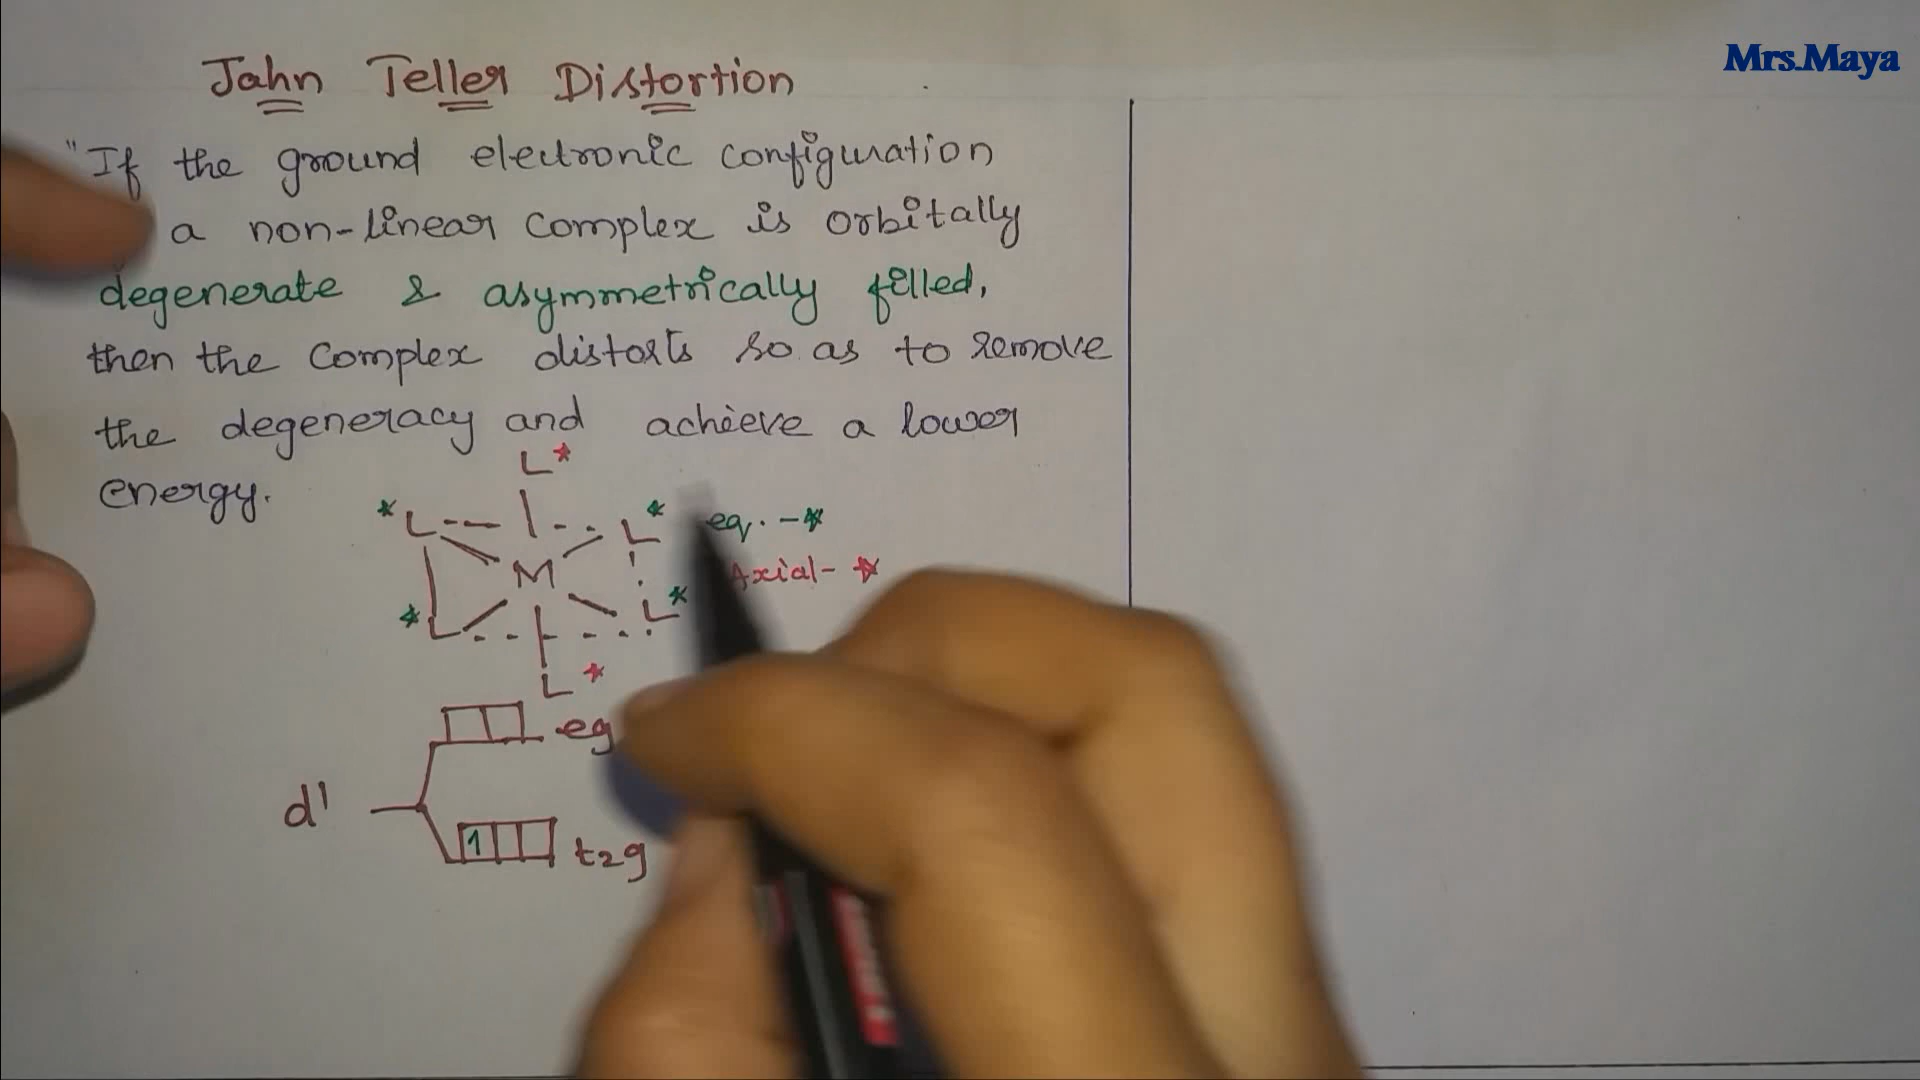 Mrs.Maya
Jahn Teller Distortion
"If the ground electronic configuration
a non-linear complex is orbitally
degenerate & asymmetrically filled,
then the complex distorts so as to remove
the degeneracy and achieve a lower
energy.
L*
*L L* eq. - *
M Axial - *
*L L*
L*
eg
d1
1 t2g